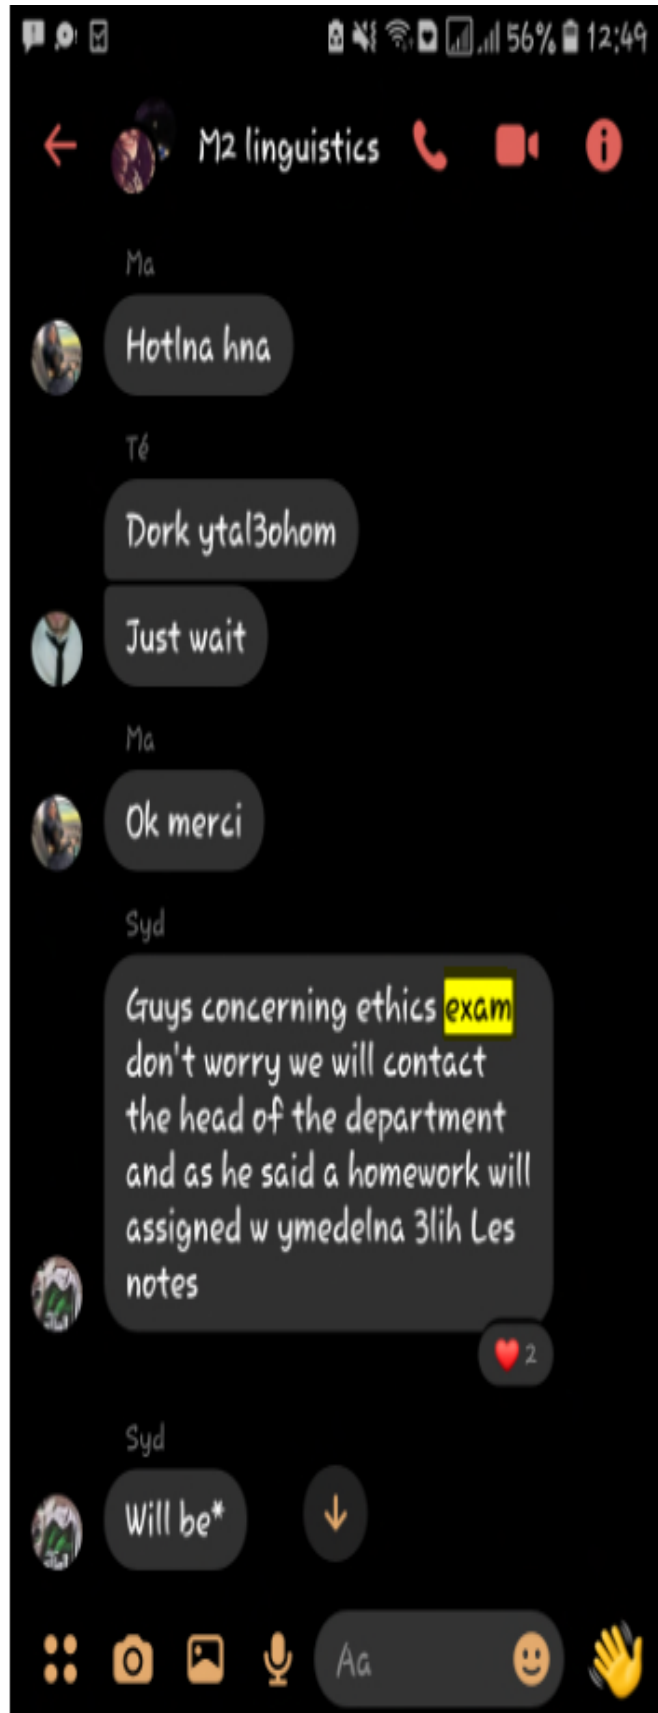 56% 12:49
M2 linguistics
Ma
Hotlna hna
Té
Dork ytal3ohom
Just wait
Ma
Ok merci
Syd
Guys concerning ethics exam
don't worry we will contact
the head of the department
and as he said a homework will
assigned w ymedelna 3lih Les
notes
2
Syd
Will be*
Aa